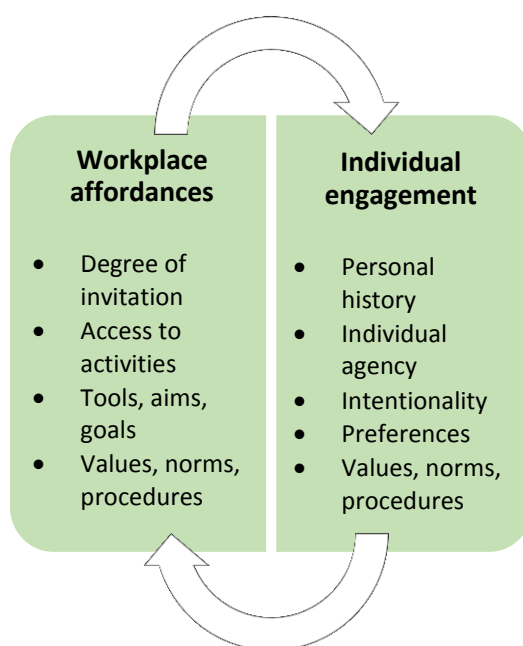 Workplace
affordances
• Degree of
invitation
• Access to
activities
• Tools, aims,
goals
• Values, norms,
procedures
Individual
engagement
• Personal
history
• Individual
agency
• Intentionality
• Preferences
• Values, norms,
procedures